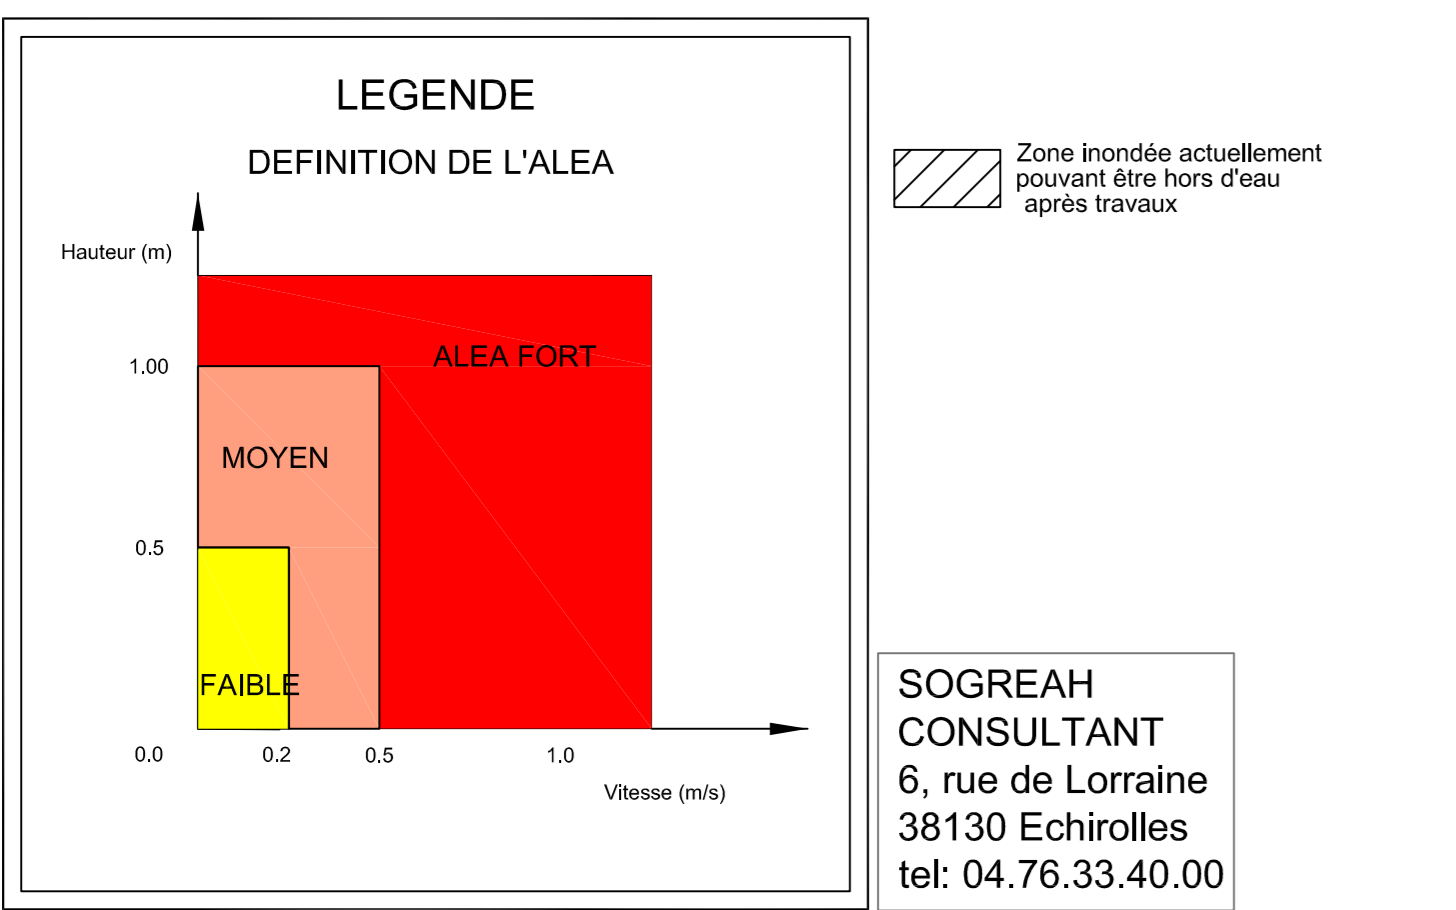 LEGENDE
DEFINITION DE L'ALEA
Hauteur (m)
1.00
ALEA FORT
MOYEN
0.5
FAIBLE
0.0
0.2
0.5
1.0
Vitesse (m/s)
Zone inondée actuellement
pouvant être hors d'eau
après travaux
SOGREAH
CONSULTANT
6, rue de Lorraine
38130 Echirolles
tel: 04.76.33.40.00